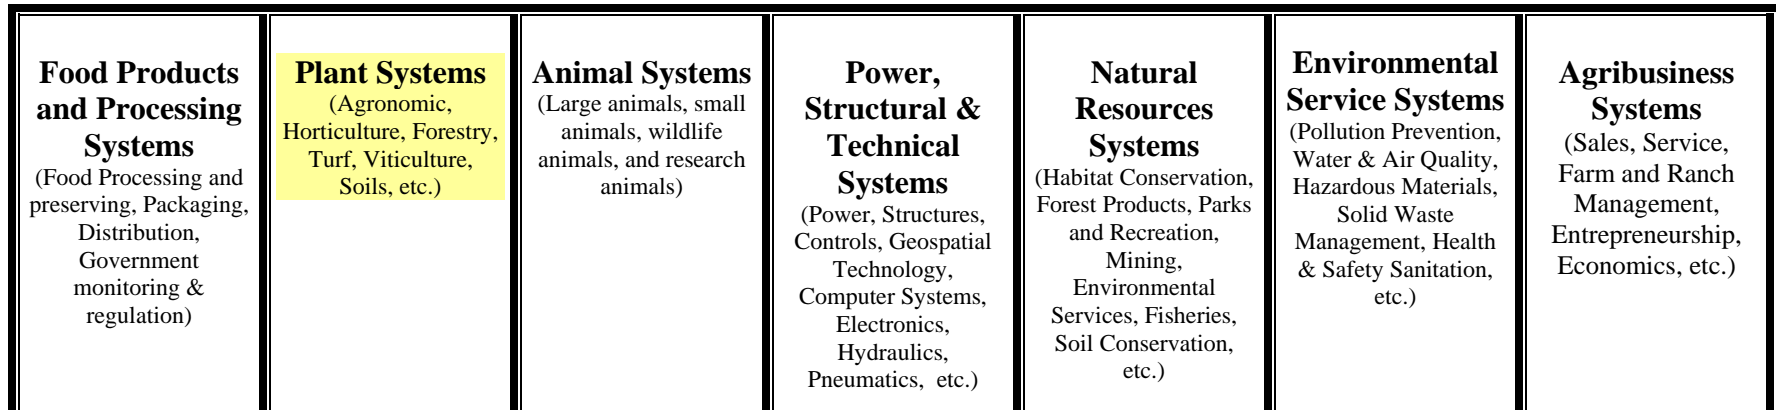 Food Products
and Processing
Systems
(Food Processing and
preserving, Packaging,
Distribution,
Government
monitoring &
regulation)
Plant Systems
(Agronomic,
Horticulture, Forestry,
Turf, Viticulture,
Soils, etc.)
Animal Systems
(Large animals, small
animals, wildlife
animals, and research
animals)
Power,
Structural &
Technical
Systems
(Power, Structures,
Controls, Geospatial
Technology,
Computer Systems,
Electronics,
Hydraulics,
Pneumatics, etc.)
Natural
Resources
Systems
(Habitat Conservation,
Forest Products, Parks
and Recreation,
Mining,
Environmental
Services, Fisheries,
Soil Conservation,
etc.)
Environmental
Service Systems
(Pollution Prevention,
Water & Air Quality,
Hazardous Materials,
Solid Waste
Management, Health
& Safety Sanitation,
etc.)
Agribusiness
Systems
(Sales, Service,
Farm and Ranch
Management,
Entrepreneurship,
Economics, etc.)